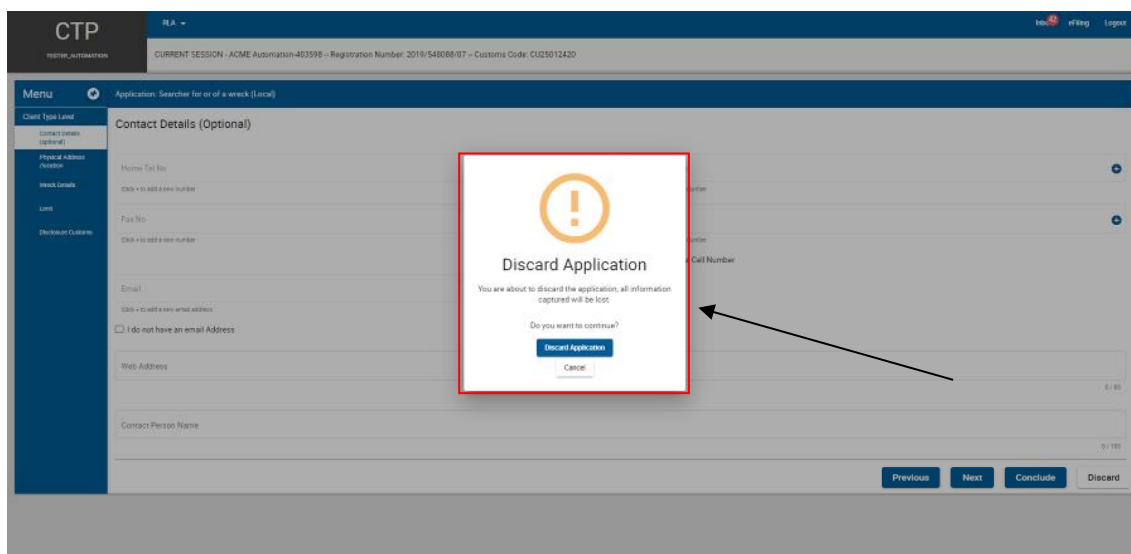 CTP
RLA
42
eFiling
Logout
TESTER_AUTOMATION
CURRENT SESSION - ACME Automation-403598 -- Registration Number: 2019/548088/07 -- Customs Code: CU25012420
Menu
Application: Searcher for or of a wreck (Local)
Client Type Level
Contact Details (Optional)
Contact Details
(optional)
Physical Address
/location
Wreck Details
Disclosure Customs
Home Tel No
Click + to add a new number
number
Fax No
Click + to add a new number
number
Cell Number
Email
Click + to add a new email address
I do not have an email Address
Web Address
Contact Person Name
Discard Application
You are about to discard the application, all information
captured will be lost
Do you want to continue?
Discard Application
Cancel
Previous
Next
Conclude
Discard